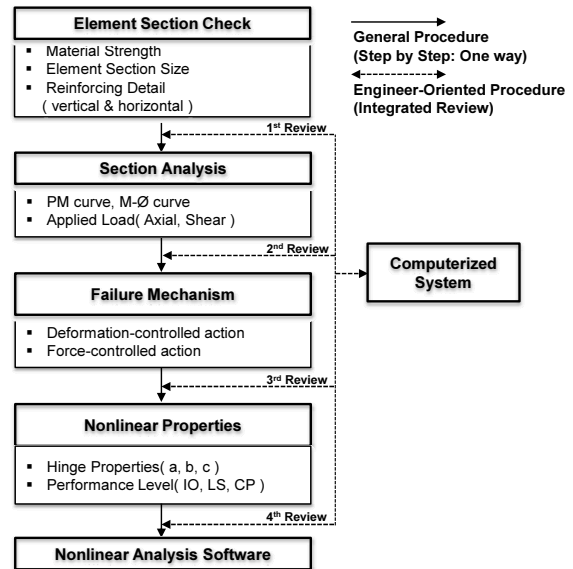 Element Section Check
▪ Material Strength
▪ Element Section Size
▪ Reinforcing Detail
( vertical & horizontal )
General Procedure
(Step by Step: One way)
Engineer-Oriented Procedure
(Integrated Review)
1st Review
Section Analysis
▪ PM curve, M-Ø curve
▪ Applied Load( Axial, Shear )
2nd Review
Computerized
System
Failure Mechanism
▪ Deformation-controlled action
▪ Force-controlled action
3rd Review
Nonlinear Properties
▪ Hinge Properties( a, b, c )
▪ Performance Level( IO, LS, CP )
4th Review
Nonlinear Analysis Software